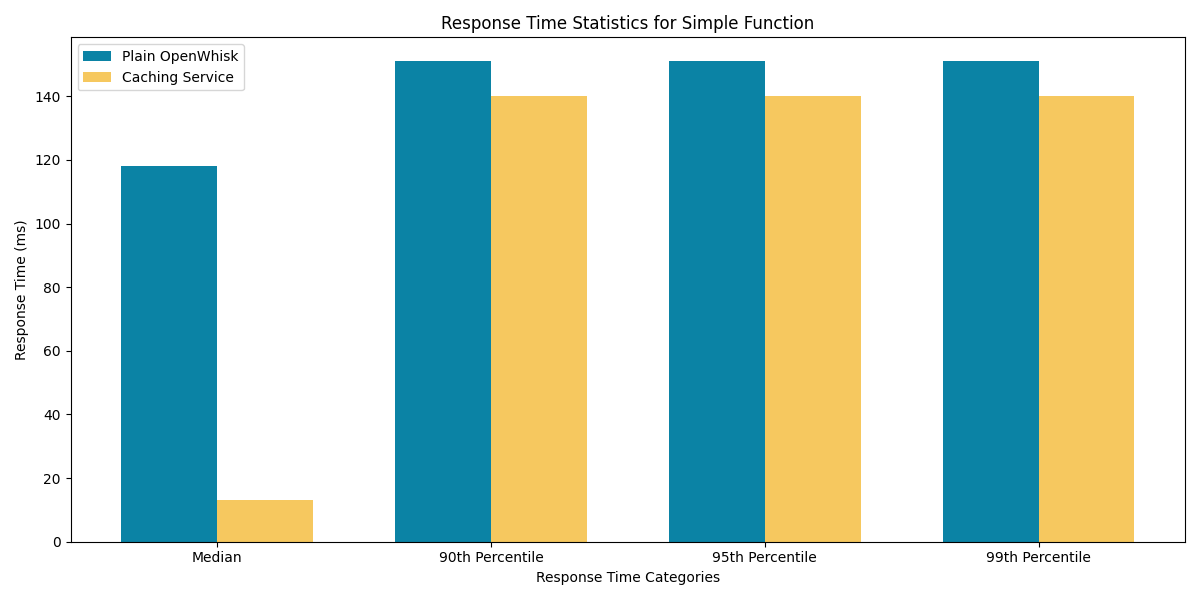 Response Time Statistics for Simple Function
Plain OpenWhisk
Caching Service
Response Time (ms)
140
120
100
80
60
40
20
0
Median
90th Percentile
95th Percentile
99th Percentile
Response Time Categories